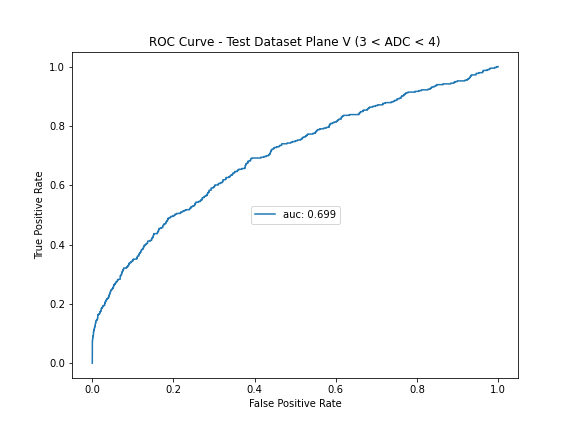 ROC Curve - Test Dataset Plane V (3 < ADC < 4)
1.0
0.8
0.6
0.4
0.2
0.0
True Positive Rate
auc: 0.699
0.0 0.2 0.4 0.6 0.8 1.0
False Positive Rate